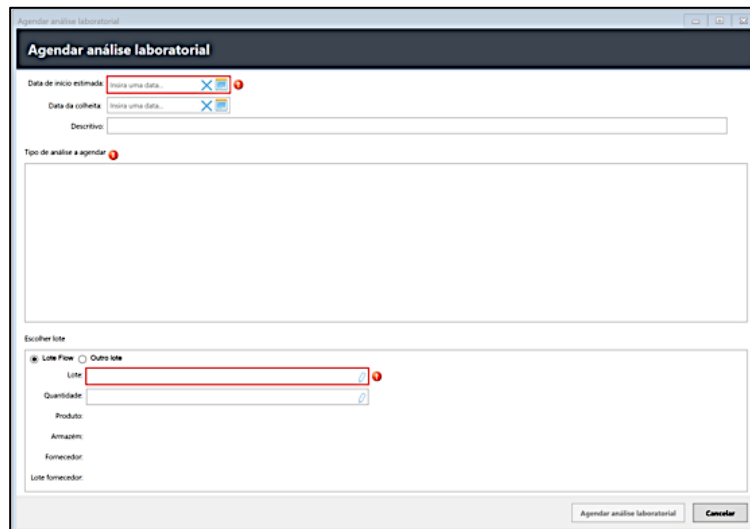 Agendar análise laboratorial
Agendar análise laboratorial
Data de início estimada: Insira uma data...
Data da colheita: Insira uma data...
Descritivo:
Tipo de análise a agendar
Escolher lote
Lote Flow Outro lote
Lote:
Quantidade:
Produto:
Armazém:
Fornecedor:
Lote fornecedor:
Agendar análise laboratorial Cancelar